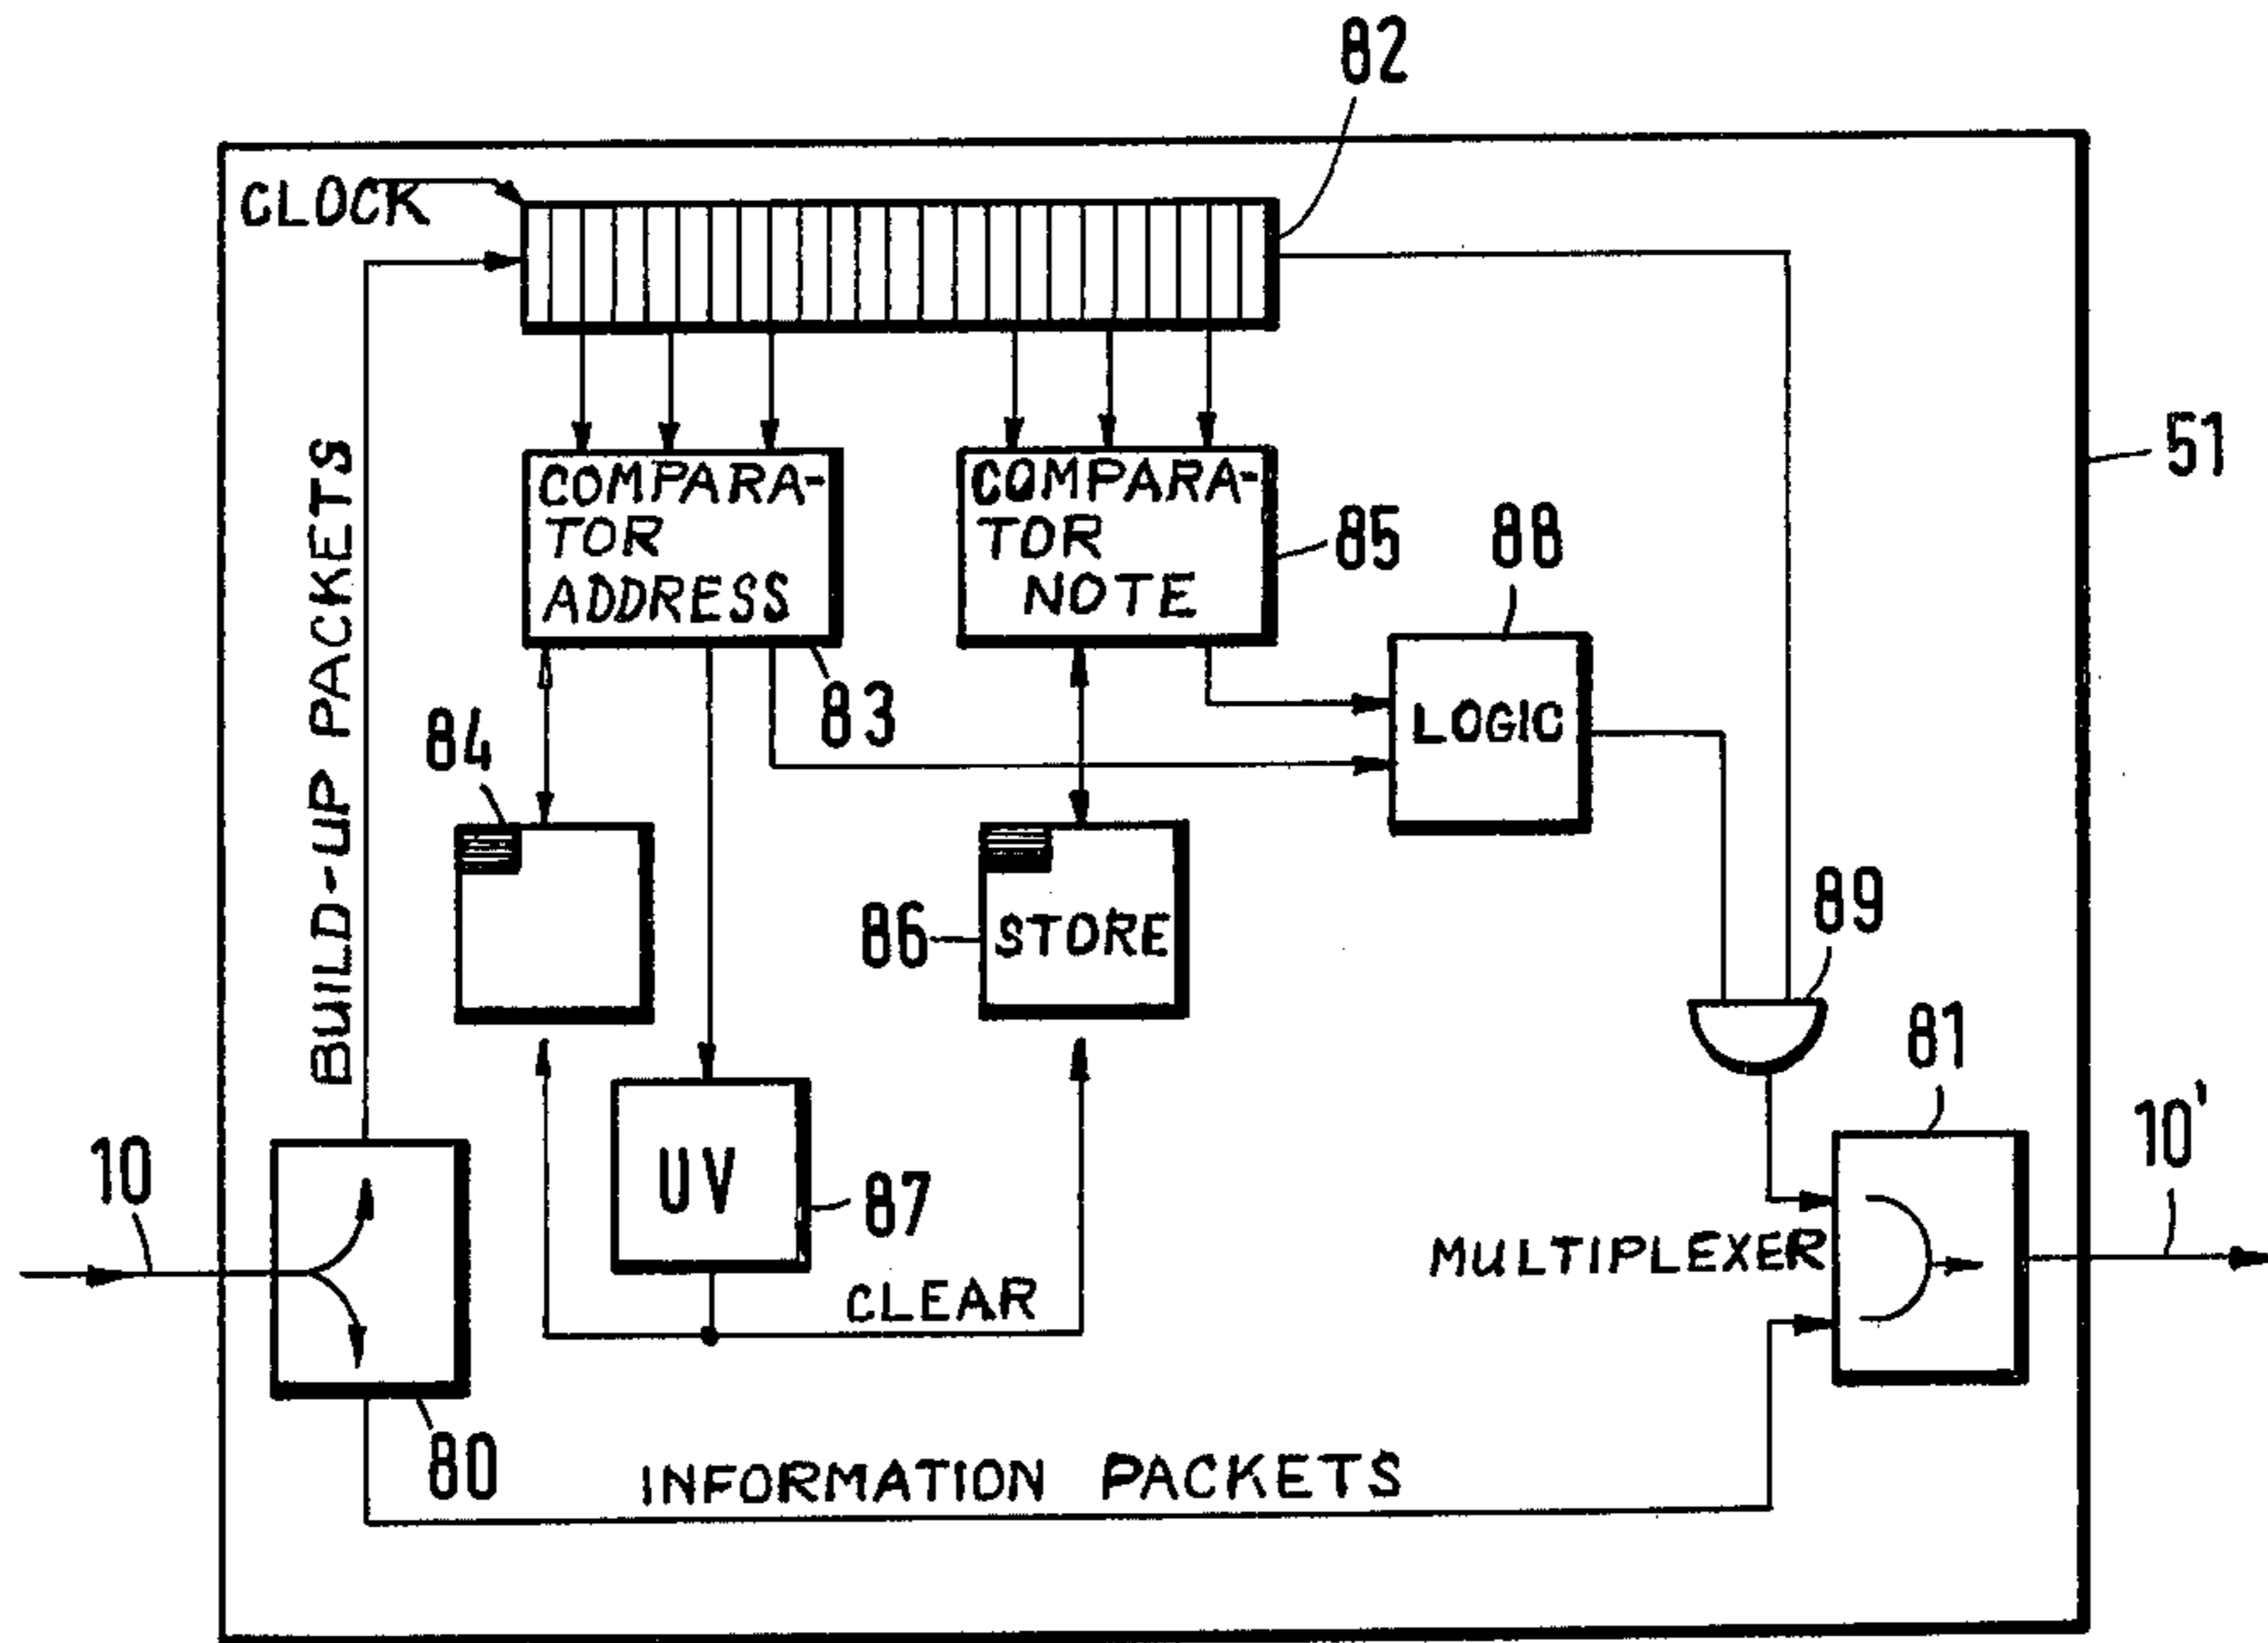 82
CLOCK
51
COMPARA-
TOR
ADDRESS
COMPARA-
TOR
NOTE
85
88
BUILD-UP PACKETS
83
84
LOGIC
86
STORE
89
81
10
UV
87
10'
MULTIPLEXER
CLEAR
80
INFORMATION PACKETS